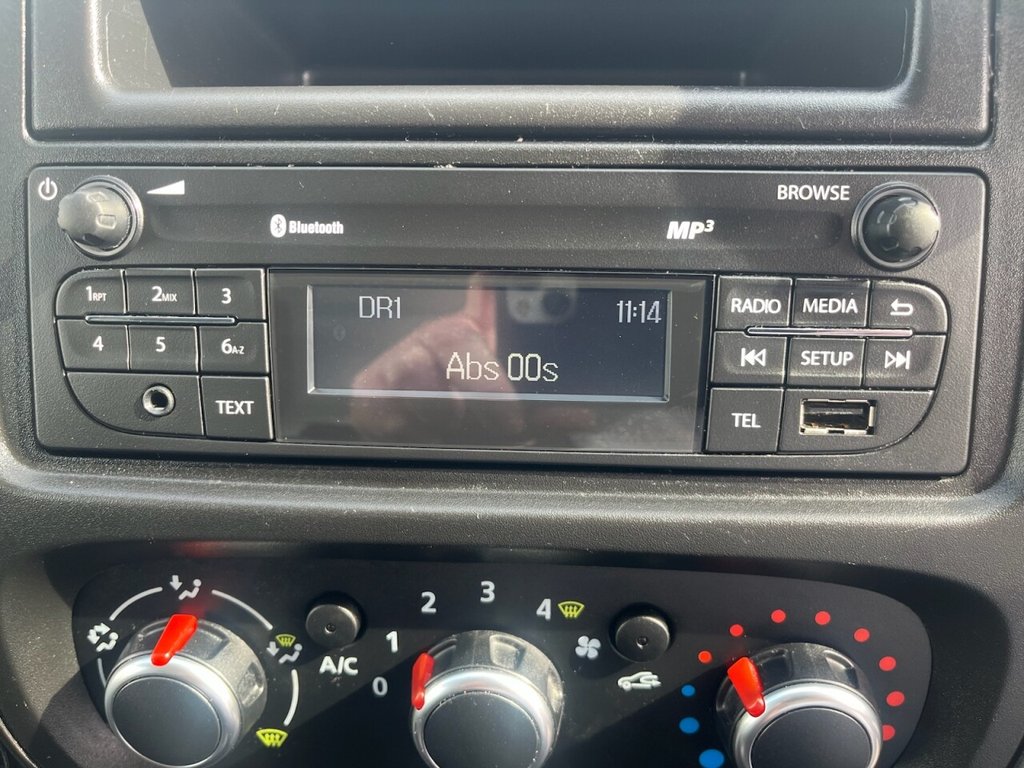 BROWSE
Bluetooth
MP3
1RPT 2MIX 3
DR1 11:14
RADIO MEDIA
4 5 6A-Z
Abs 00s
SETUP
TEXT
TEL
0 1 2 3 4
A/C